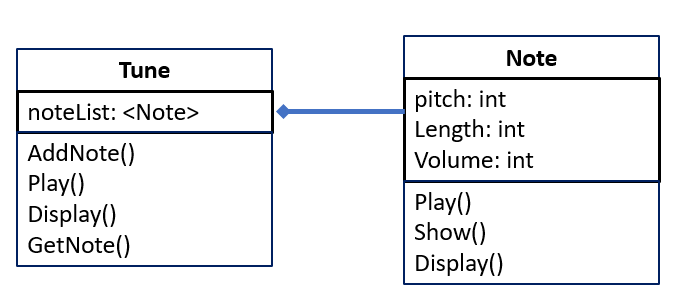 Tune
noteList: <Note>
AddNote()
Play()
Display()
GetNote()
Note
pitch: int
Length: int
Volume: int
Play()
Show()
Display()